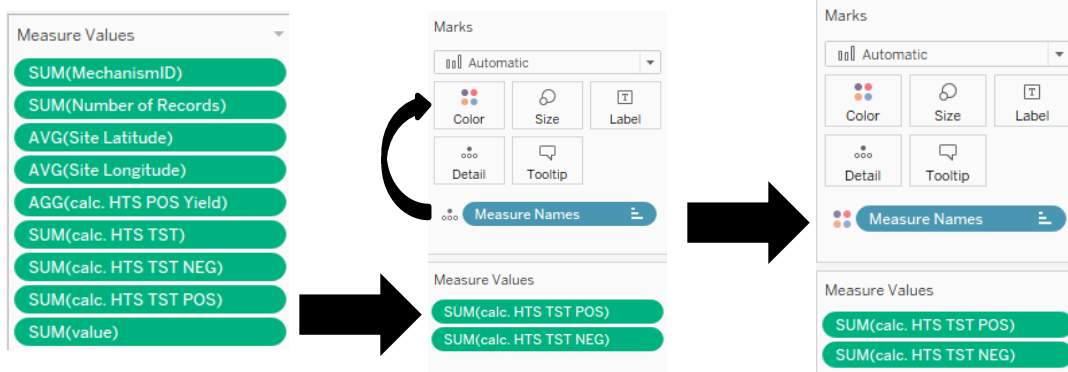 Measure Values
SUM(MechanismID)
SUM(Number of Records)
AVG(Site Latitude)
AVG(Site Longitude)
AGG(calc. HTS POS Yield)
SUM(calc. HTS TST)
SUM(calc. HTS TST NEG)
SUM(calc. HTS TST POS)
SUM(value)
Marks
Automatic
Color Size Label
T
Detail Tooltip
Measure Names
Measure Values
SUM(calc. HTS TST POS)
SUM(calc. HTS TST NEG)
Marks
Automatic
T
Color Size Label
Detail Tooltip
Measure Names
Measure Values
SUM(calc. HTS TST POS)
SUM(calc. HTS TST NEG)